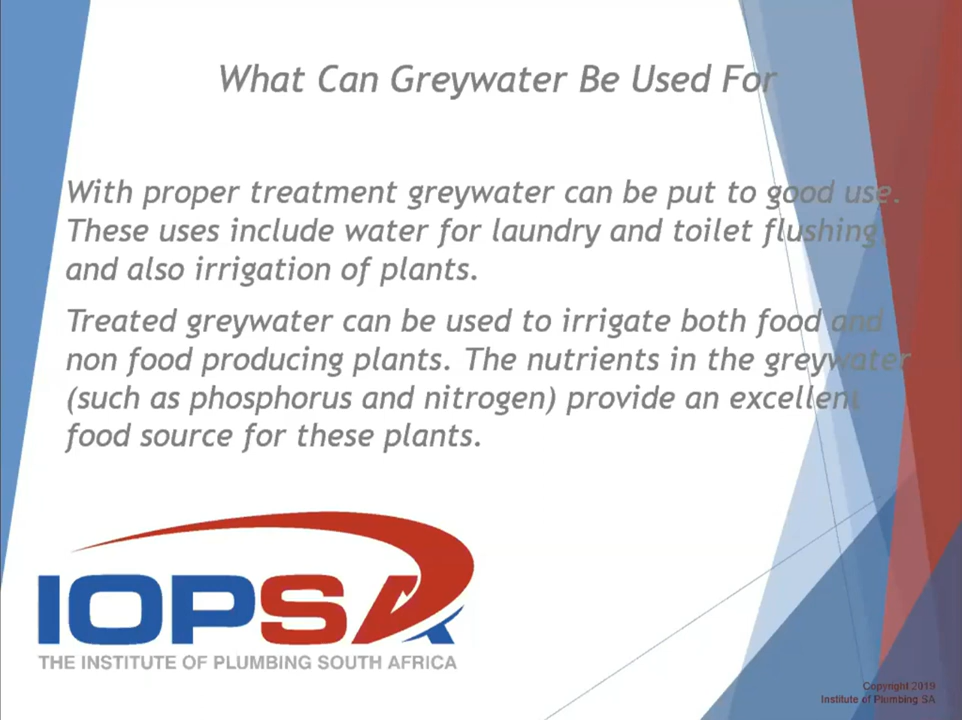 What Can Greywater Be Used For
With proper treatment greywater can be put to good use.
These uses include water for laundry and toilet flushing
and also irrigation of plants.
Treated greywater can be used to irrigate both food and
non food producing plants. The nutrients in the greywater
(such as phosphorus and nitrogen) provide an excellent
food source for these plants.
IOPSA
THE INSTITUTE OF PLUMBING SOUTH AFRICA
Copyright 2019
Institute of Plumbing SA